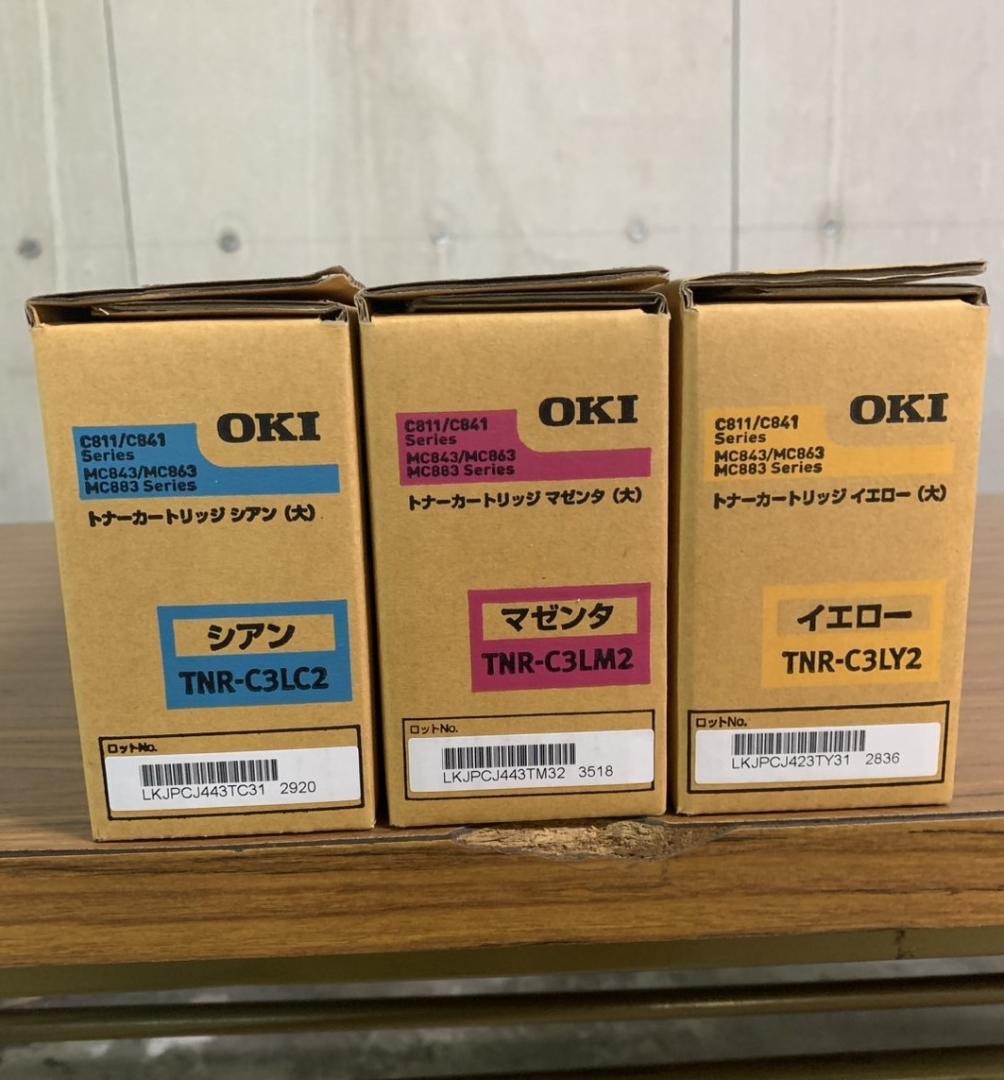 OKI
C811/C841
Series
MC843/MC863
MC883 Series
トナーカートリッジ シアン（大）
シアン
TNR-C3LC2
ロットNo.
LKJPCJ443TC31 2920
OKI
C811/C841
Series
MC843/MC863
MC883 Series
トナーカートリッジ マゼンタ（大）
マゼンタ
TNR-C3LM2
ロットNo.
LKJPCJ443TM32 3518
OKI
C811/C841
Series
MC843/MC863
MC883 Series
トナーカートリッジ イエロー（大）
イエロー
TNR-C3LY2
ロットNo.
LKJPCJ423TY31 2836